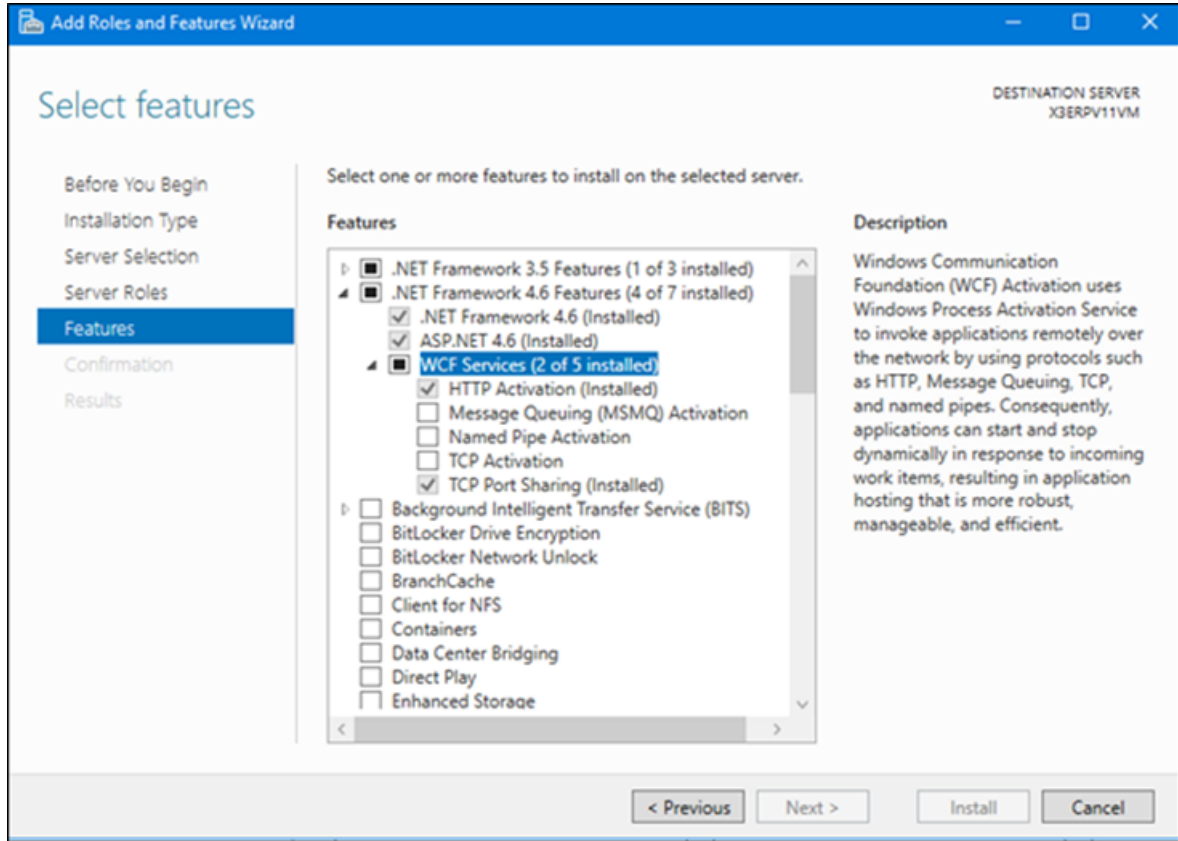 Add Roles and Features Wizard
Select features
DESTINATION SERVER
X3ERPV11VM
Before You Begin
Installation Type
Server Selection
Server Roles
Features
Confirmation
Results
Select one or more features to install on the selected server.
Features
.NET Framework 3.5 Features (1 of 3 installed)
.NET Framework 4.6 Features (4 of 7 installed)
.NET Framework 4.6 (Installed)
ASP.NET 4.6 (Installed)
WCF Services (2 of 5 installed)
HTTP Activation (Installed)
Message Queuing (MSMQ) Activation
Named Pipe Activation
TCP Activation
TCP Port Sharing (Installed)
Background Intelligent Transfer Service (BITS)
BitLocker Drive Encryption
BitLocker Network Unlock
BranchCache
Client for NFS
Containers
Data Center Bridging
Direct Play
Enhanced Storage
Description
Windows Communication
Foundation (WCF) Activation uses
Windows Process Activation Service
to invoke applications remotely over
the network by using protocols such
as HTTP, Message Queuing, TCP,
and named pipes. Consequently,
applications can start and stop
dynamically in response to incoming
work items, resulting in application
hosting that is more robust,
manageable, and efficient.
< Previous
Next >
Install
Cancel